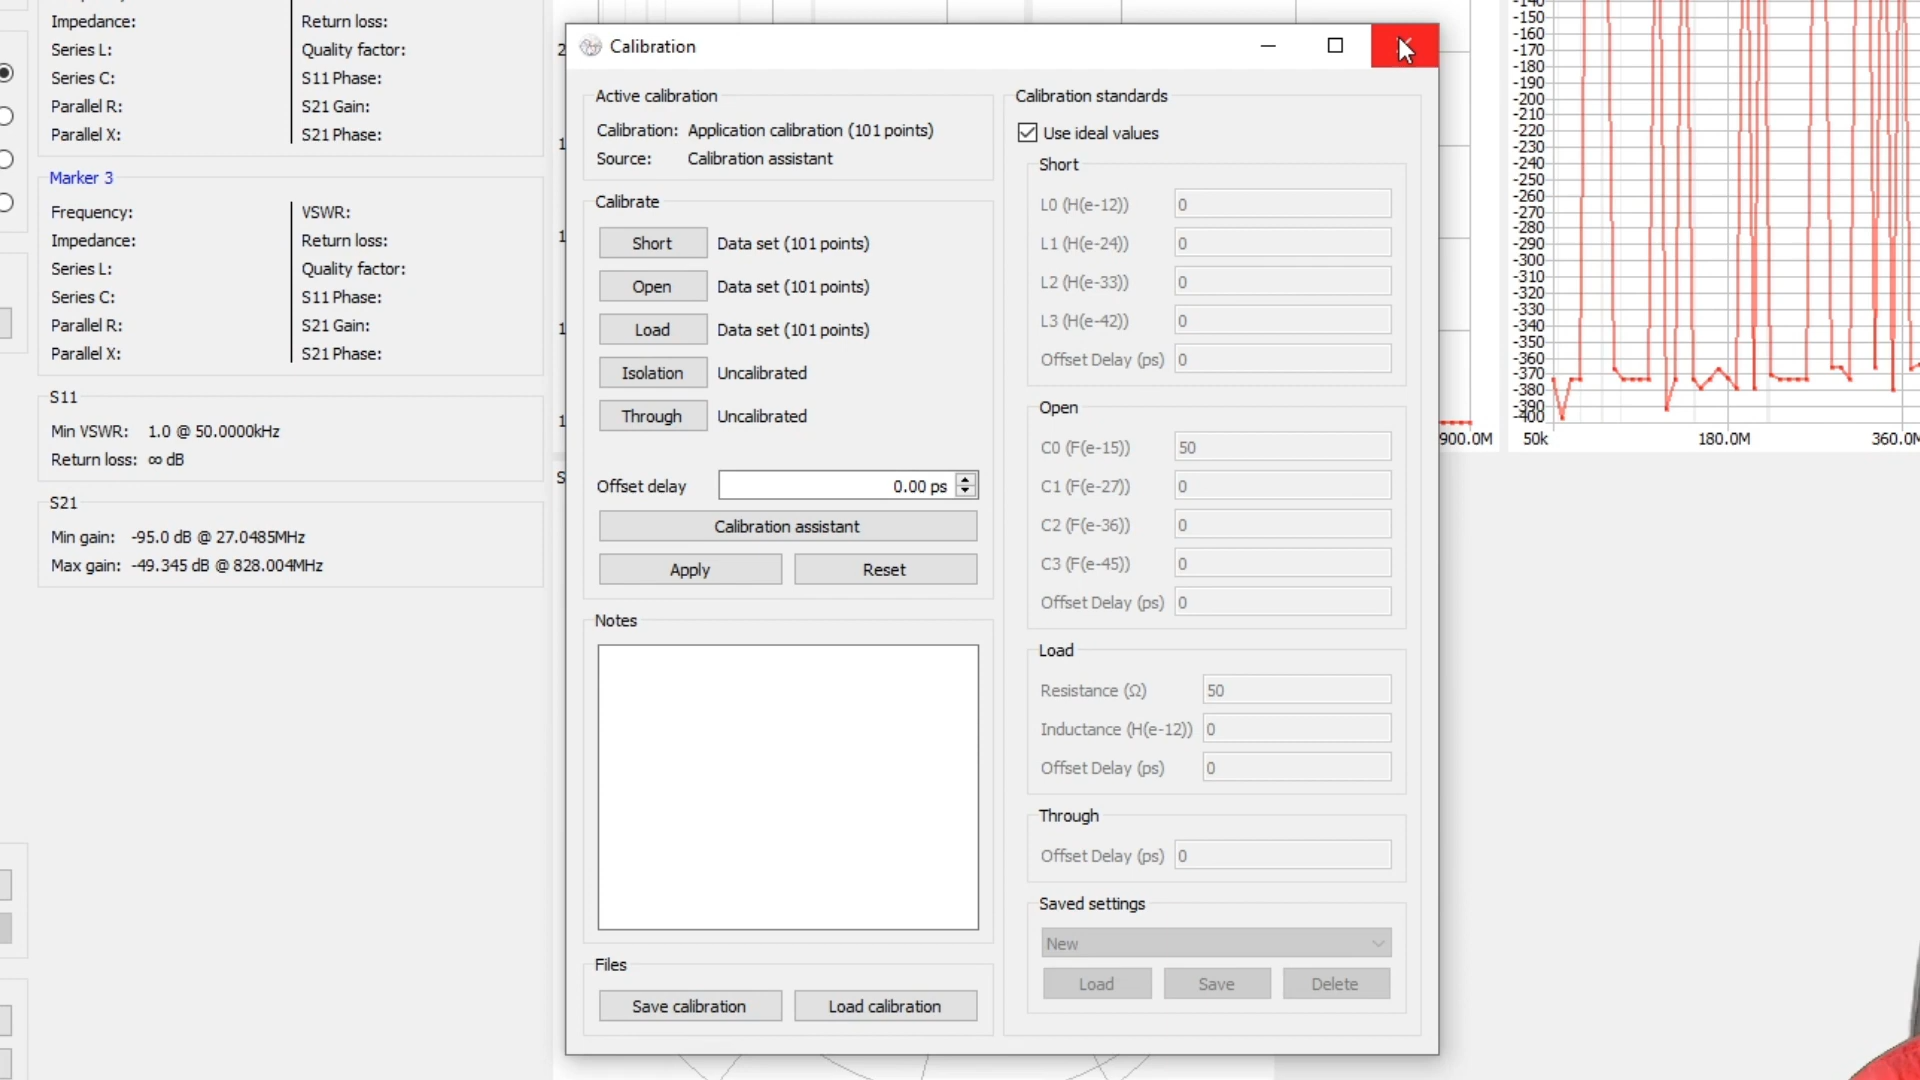 Impedance:
Series L:
Series C:
Parallel R:
Parallel X:
Return loss:
Quality factor:
S11 Phase:
S21 Gain:
S21 Phase:
Marker 3
Frequency:
Impedance:
Series L:
Series C:
Parallel R:
Parallel X:
VSWR:
Return loss:
Quality factor:
S11 Phase:
S21 Gain:
S21 Phase:
S11
Min VSWR: 1.0 @ 50.0000kHz
Return loss: ∞ dB
S21
Min gain: -95.0 dB @ 27.0485MHz
Max gain: -49.345 dB @ 828.004MHz
Calibration
Active calibration
Calibration: Application calibration (101 points)
Source: Calibration assistant
Calibrate
Short Data set (101 points)
Open Data set (101 points)
Load Data set (101 points)
Isolation Uncalibrated
Through Uncalibrated
Offset delay 0.00 ps
Calibration assistant
Apply Reset
Notes
Files
Save calibration Load calibration
Calibration standards
Use ideal values
Short
L0 (H(e-12)) 0
L1 (H(e-24)) 0
L2 (H(e-33)) 0
L3 (H(e-42)) 0
Offset Delay (ps) 0
Open
C0 (F(e-15)) 50
C1 (F(e-27)) 0
C2 (F(e-36)) 0
C3 (F(e-45)) 0
Offset Delay (ps) 0
Load
Resistance (Ω) 50
Inductance (H(e-12)) 0
Offset Delay (ps) 0
Through
Offset Delay (ps) 0
Saved settings
New
Load Save Delete
900.0M
-140
-150
-160
-170
-180
-190
-200
-210
-220
-230
-240
-250
-260
-270
-280
-290
-300
-310
-320
-330
-340
-350
-360
-370
-380
-390
-400
50k 180.0M 360.0M